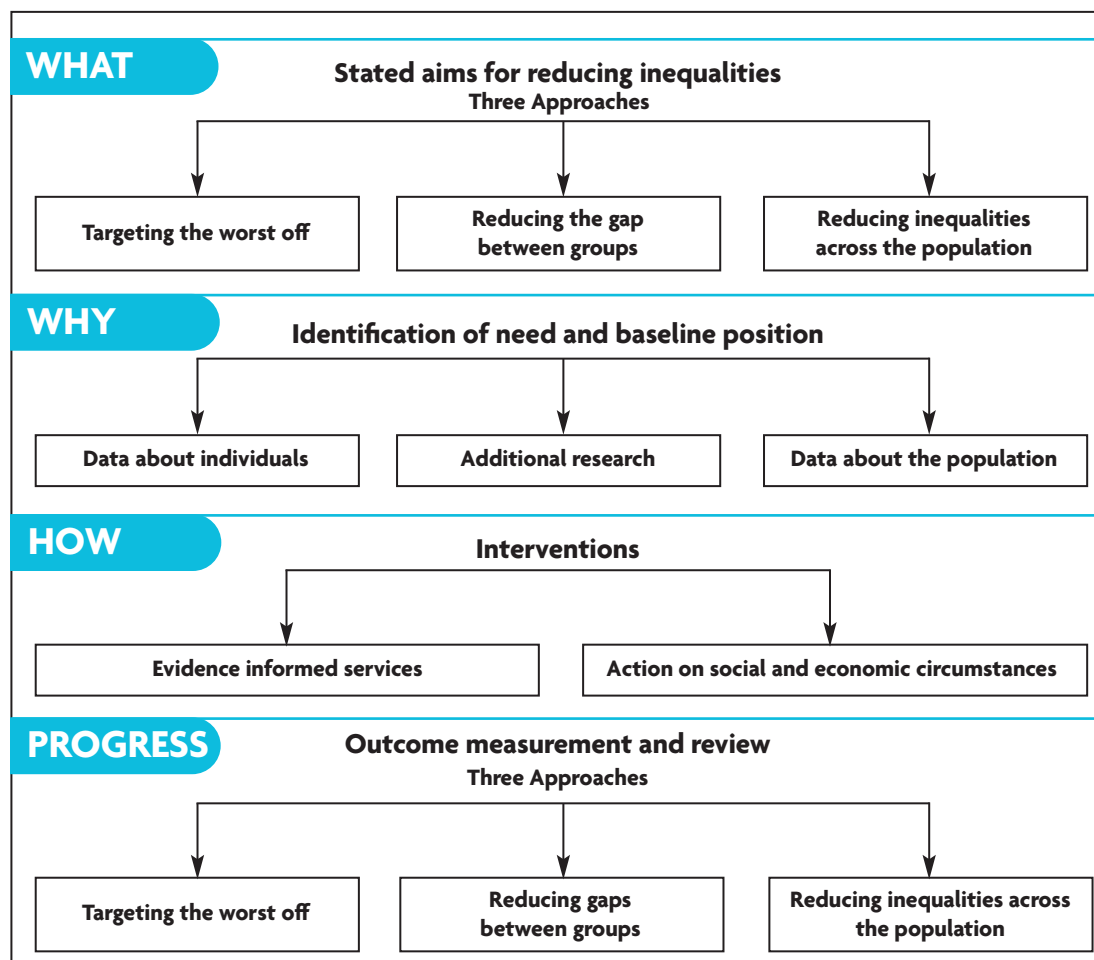 WHAT
Stated aims for reducing inequalities
Three Approaches
Targeting the worst off
Reducing the gap
between groups
Reducing inequalities
across the population
WHY
Identification of need and baseline position
Data about individuals
Additional research
Data about the population
HOW
Interventions
Evidence informed services
Action on social and economic circumstances
PROGRESS
Outcome measurement and review
Three Approaches
Targeting the worst off
Reducing gaps
between groups
Reducing inequalities across
the population